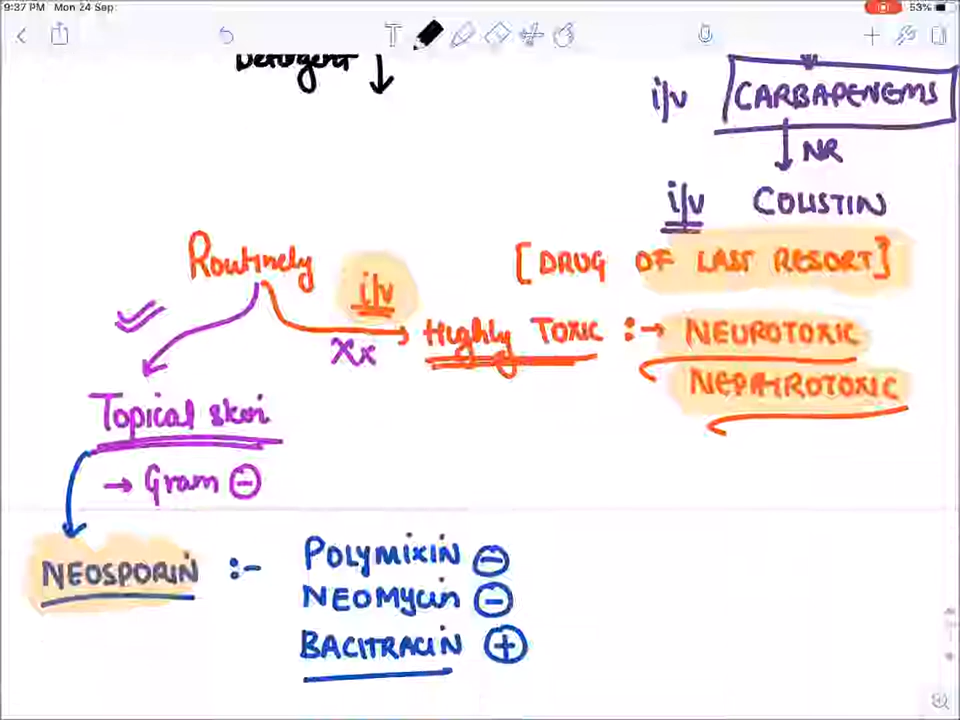 9:37 PM Mon 24 Sep
53%
T
Detergent ↓
i/v CARBAPENEMS
↓ NR
i/v COLISTIN
[DRUG OF LAST RESORT]
Routinely
i/v
xx
Highly TOXIC :→ NEUROTOXIC
NEPHROTOXIC
Topical skin
→ Gram ⊖
NEOSPORIN :- POLYMIXIN ⊖
NEOMYCIN ⊖
BACITRACIN ⊕